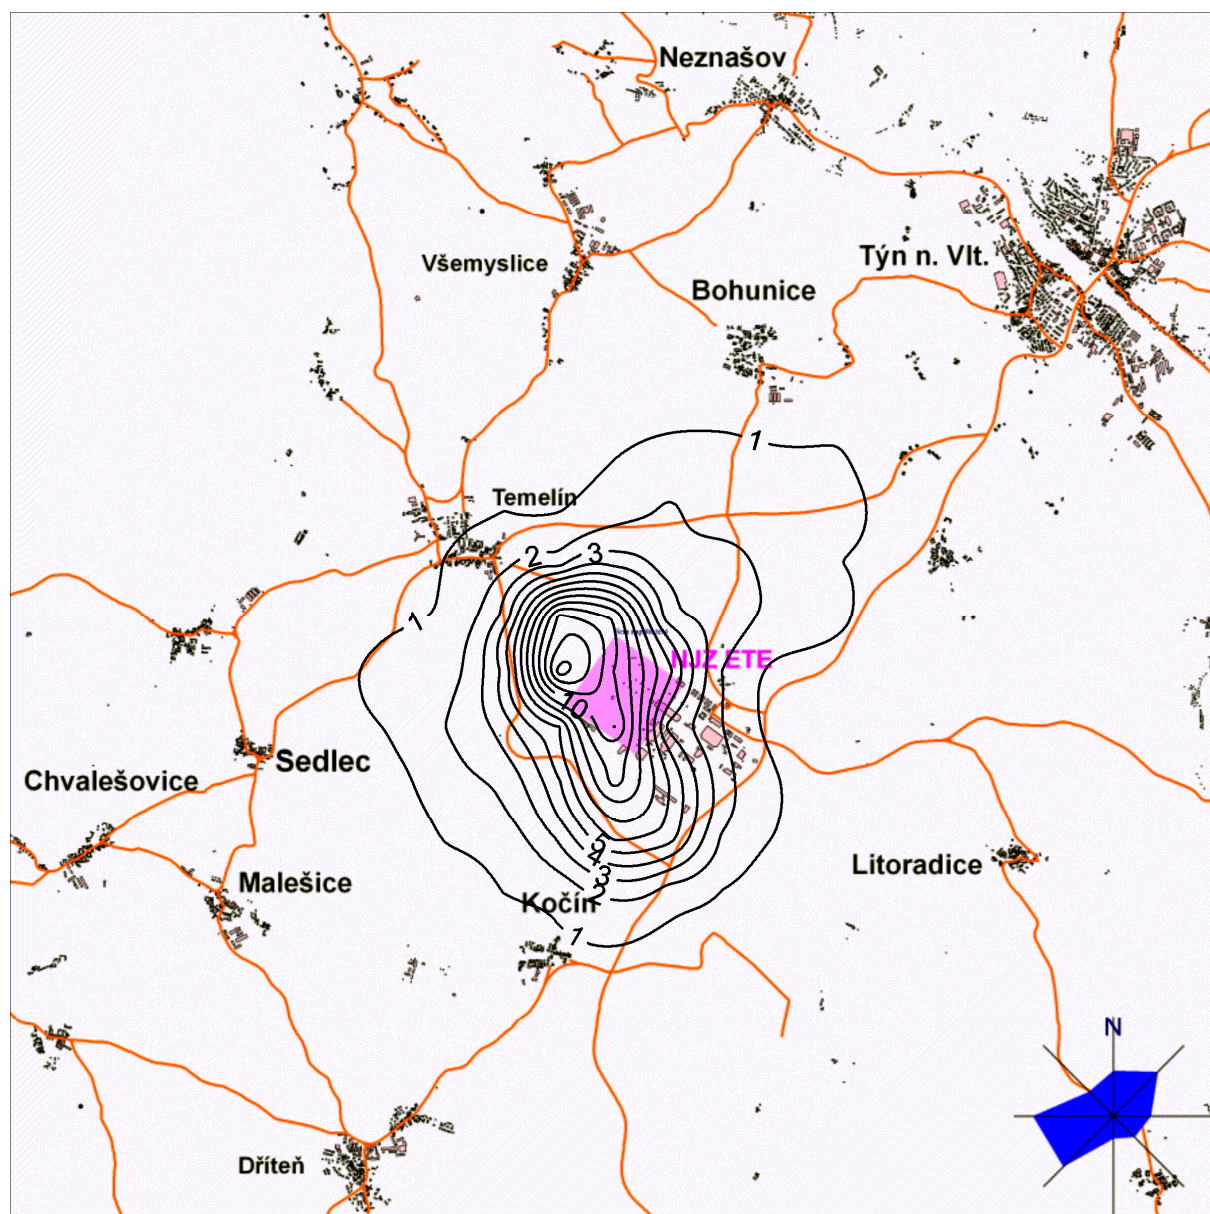 Neznašov
Všemyslice
Týn n. Vlt.
Bohunice
1
Temelín
2
3
1
NJZ ETE
0
10
Sedlec
Chvalešovice
5
4
3
2
Litoradice
Malešice
Kočín
1
N
Dříteň